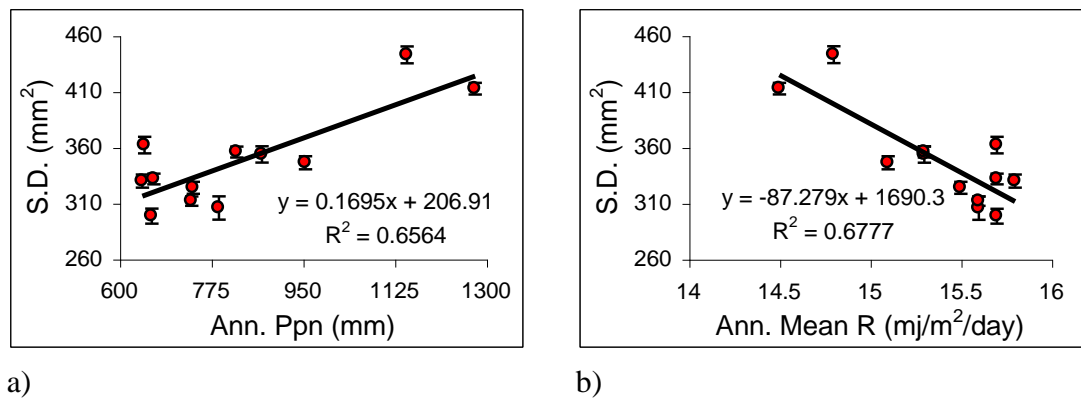 460
410
360
310
260
S.D. (mm²)
y = 0.1695x + 206.91
R² = 0.6564
600 775 950 1125 1300
Ann. Ppn (mm)
a)
460
410
360
310
260
S.D. (mm²)
y = -87.279x + 1690.3
R² = 0.6777
14 14.5 15 15.5 16
Ann. Mean R (mj/m²/day)
b)